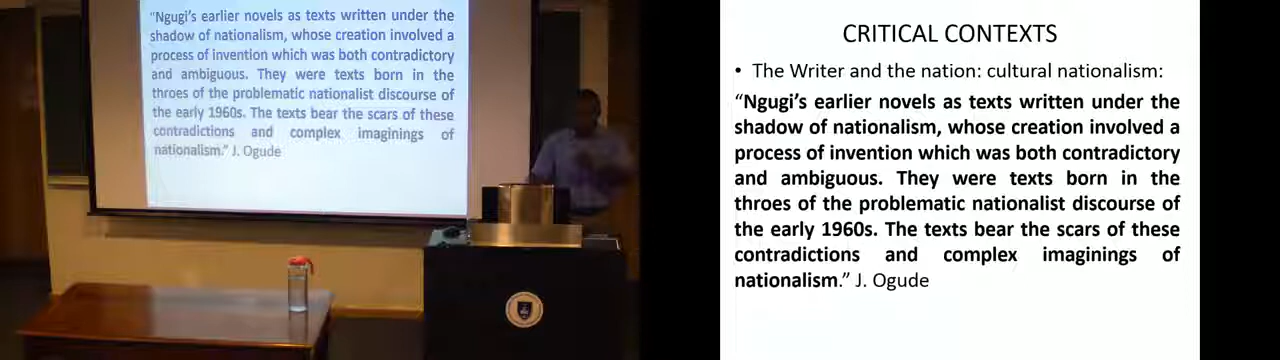 “Ngugi’s earlier novels as texts written under the
shadow of nationalism, whose creation involved a
process of invention which was both contradictory
and ambiguous. They were texts born in the
throes of the problematic nationalist discourse of
the early 1960s. The texts bear the scars of these
contradictions and complex imaginings of
nationalism.” J. Ogude
CRITICAL CONTEXTS
• The Writer and the nation: cultural nationalism:
“Ngugi’s earlier novels as texts written under the
shadow of nationalism, whose creation involved a
process of invention which was both contradictory
and ambiguous. They were texts born in the
throes of the problematic nationalist discourse of
the early 1960s. The texts bear the scars of these
contradictions and complex imaginings of
nationalism.” J. Ogude